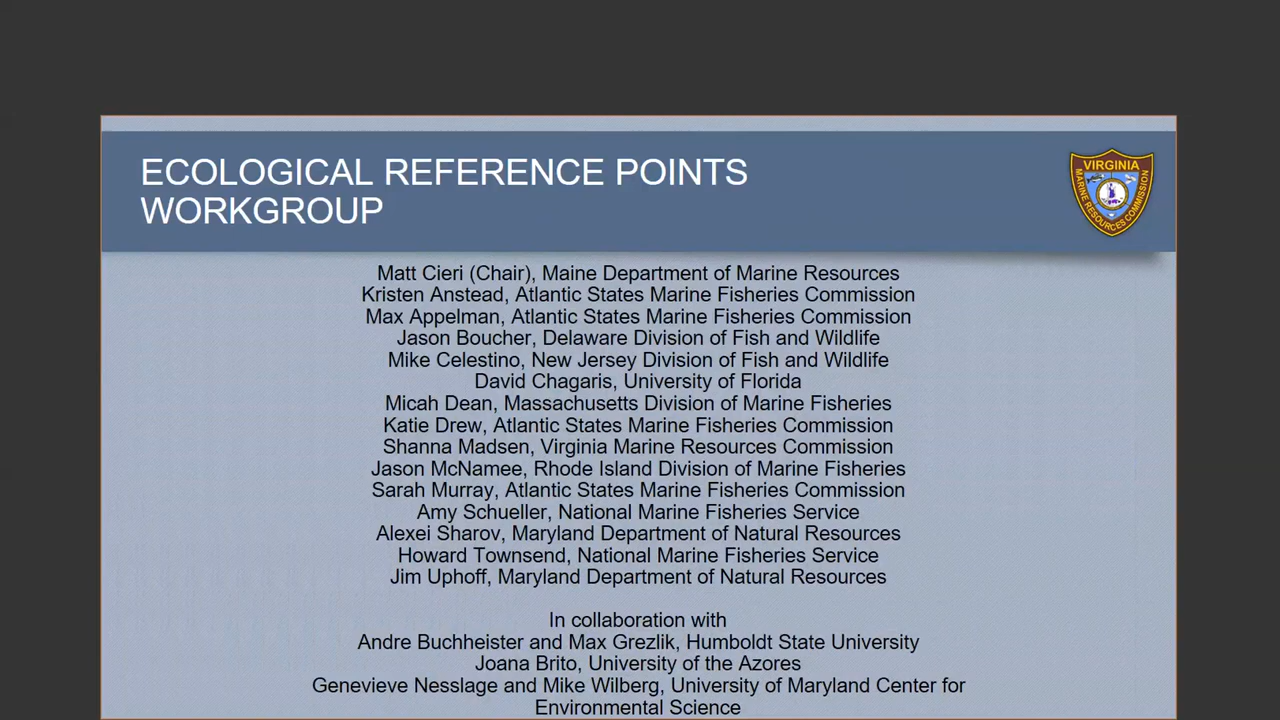 ECOLOGICAL REFERENCE POINTS
WORKGROUP
VIRGINIA
MARINE RESOURCES COMMISSION
Matt Cieri (Chair), Maine Department of Marine Resources
Kristen Anstead, Atlantic States Marine Fisheries Commission
Max Appelman, Atlantic States Marine Fisheries Commission
Jason Boucher, Delaware Division of Fish and Wildlife
Mike Celestino, New Jersey Division of Fish and Wildlife
David Chagaris, University of Florida
Micah Dean, Massachusetts Division of Marine Fisheries
Katie Drew, Atlantic States Marine Fisheries Commission
Shanna Madsen, Virginia Marine Resources Commission
Jason McNamee, Rhode Island Division of Marine Fisheries
Sarah Murray, Atlantic States Marine Fisheries Commission
Amy Schueller, National Marine Fisheries Service
Alexei Sharov, Maryland Department of Natural Resources
Howard Townsend, National Marine Fisheries Service
Jim Uphoff, Maryland Department of Natural Resources
In collaboration with
Andre Buchheister and Max Grezlik, Humboldt State University
Joana Brito, University of the Azores
Genevieve Nesslage and Mike Wilberg, University of Maryland Center for
Environmental Science